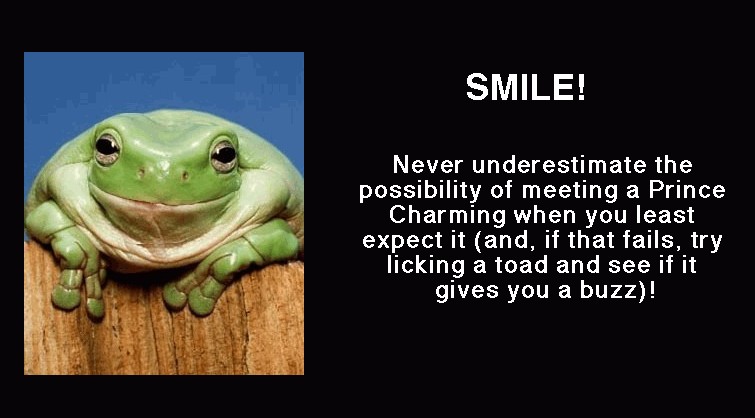 SMILE!
Never underestimate the
possibility of meeting a Prince
Charming when you least
expect it (and, if that fails, try
licking a toad and see if it
gives you a buzz)!